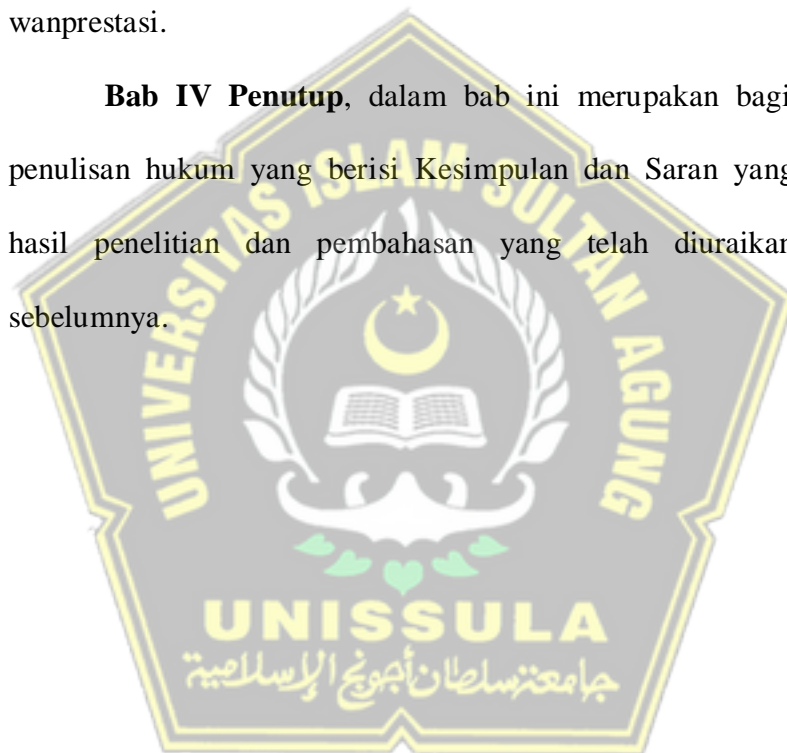 wanprestasi.
Bab IV Penutup, dalam bab ini merupakan bagi
penulisan hukum yang berisi Kesimpulan dan Saran yang
hasil penelitian dan pembahasan yang telah diuraikan
sebelumnya.
UNIVERSITAS ISLAM SULTAN AGUNG
UNISSULA
جامعة سلطان أجونج الإسلامية